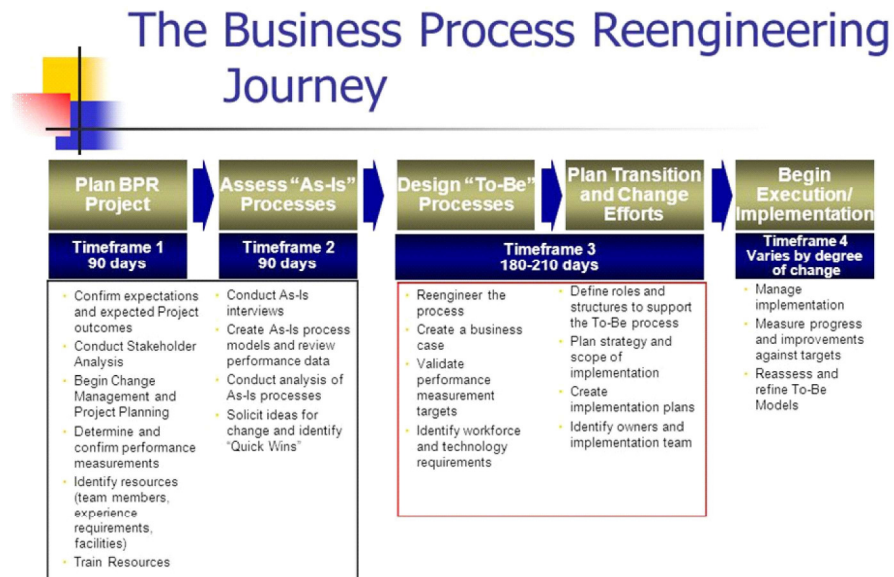 The Business Process Reengineering
Journey
Plan BPR
Project
Assess “As-Is”
Processes
Design “To-Be”
Processes
Plan Transition
and Change
Efforts
Begin
Execution/
Implementation
Timeframe 1
90 days
Timeframe 2
90 days
Timeframe 3
180-210 days
Timeframe 4
Varies by degree
of change
• Confirm expectations
and expected Project
outcomes
• Conduct Stakeholder
Analysis
• Begin Change
Management and
Project Planning
• Determine and
confirm performance
measurements
• Identify resources
(team members,
experience
requirements,
facilities)
• Train Resources
• Conduct As-Is
interviews
• Create As-Is process
models and review
performance data
• Conduct analysis of
As-Is processes
• Solicit ideas for
change and identify
“Quick Wins”
• Reengineer the
process
• Create a business
case
• Validate
performance
measurement
targets
• Identify workforce
and technology
requirements
• Define roles and
structures to support
the To-Be process
• Plan strategy and
scope of
implementation
• Create
implementation plans
• Identify owners and
implementation team
• Manage
implementation
• Measure progress
and improvements
against targets
• Reassess and
refine To-Be
Models